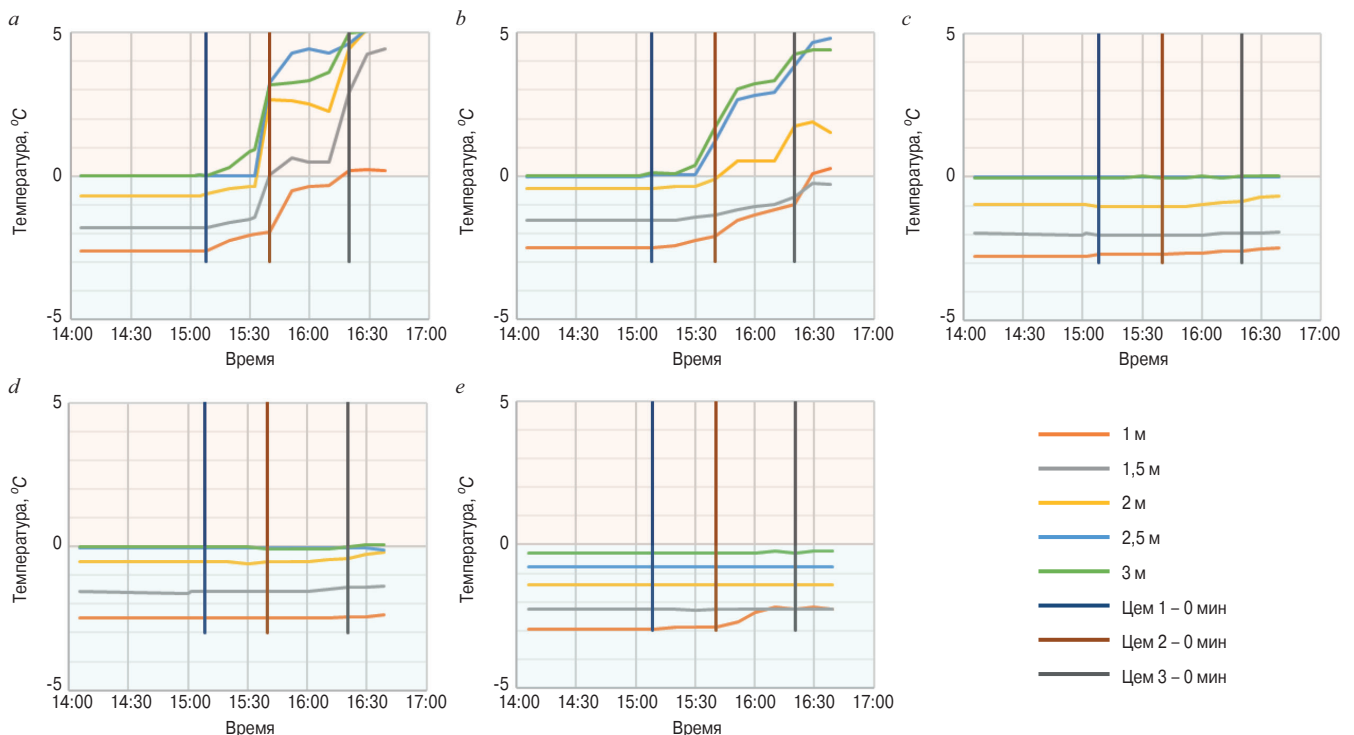 a
5
0
-5
Температура, °C
14:00 14:30 15:00 15:30 16:00 16:30 17:00
Время
b
5
0
-5
Температура, °C
14:00 14:30 15:00 15:30 16:00 16:30 17:00
Время
c
5
0
-5
Температура, °C
14:00 14:30 15:00 15:30 16:00 16:30 17:00
Время
d
5
0
-5
Температура, °C
14:00 14:30 15:00 15:30 16:00 16:30 17:00
Время
e
5
0
-5
Температура, °C
14:00 14:30 15:00 15:30 16:00 16:30 17:00
Время
1 м
1,5 м
2 м
2,5 м
3 м
Цем 1 – 0 мин
Цем 2 – 0 мин
Цем 3 – 0 мин